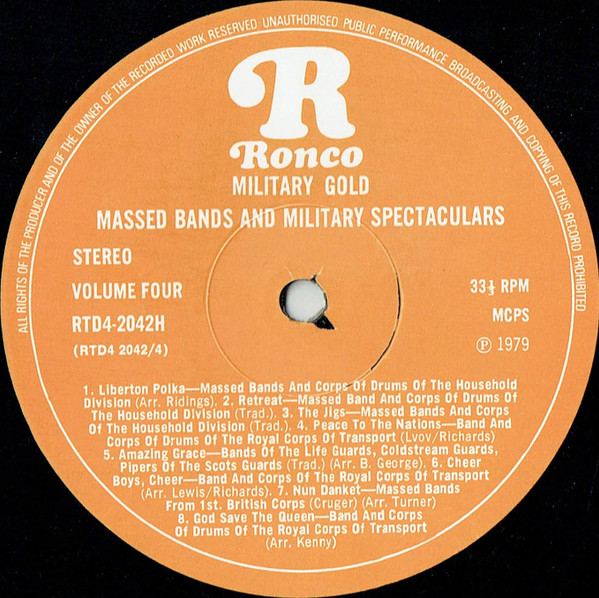 ALL RIGHTS OF THE PRODUCER AND OF THE OWNER OF THE RECORDED WORK RESERVED UNAUTHORISED PUBLIC PERFORMANCE BROADCASTING AND COPYING OF THIS RECORD PROHIBITED
R
Ronco
MILITARY GOLD
MASSED BANDS AND MILITARY SPECTACULARS
STEREO
VOLUME FOUR
RTD4-2042H
(RTD4 2042/4)
33⅓ RPM
MCPS
Ⓟ 1979
1. Liberton Polka—Massed Bands And Corps Of Drums Of The Household
Division (Arr. Ridings). 2. Retreat—Massed Band And Corps Of Drums Of
The Household Division (Trad.). 3. The Jigs—Massed Bands And Corps
Of Drums Of The Household Division (Trad.). 4. Peace To The Nations—Band And
Corps Of Drums Of The Royal Corps Of Transport (Lvov/Richards)
5. Amazing Grace—Bands Of The Life Guards, Coldstream Guards,
Pipers Of The Scots Guards (Trad.) (Arr. B. George). 6. Cheer
Boys, Cheer—Band And Corps Of The Royal Corps Of Transport
(Arr. Lewis/Richards). 7. Nun Danket—Massed Bands
From 1st. British Corps (Cruger) (Arr. Turner)
8. God Save The Queen—Band And Corps
Of Drums Of The Royal Corps Of Transport
(Arr. Kenny)